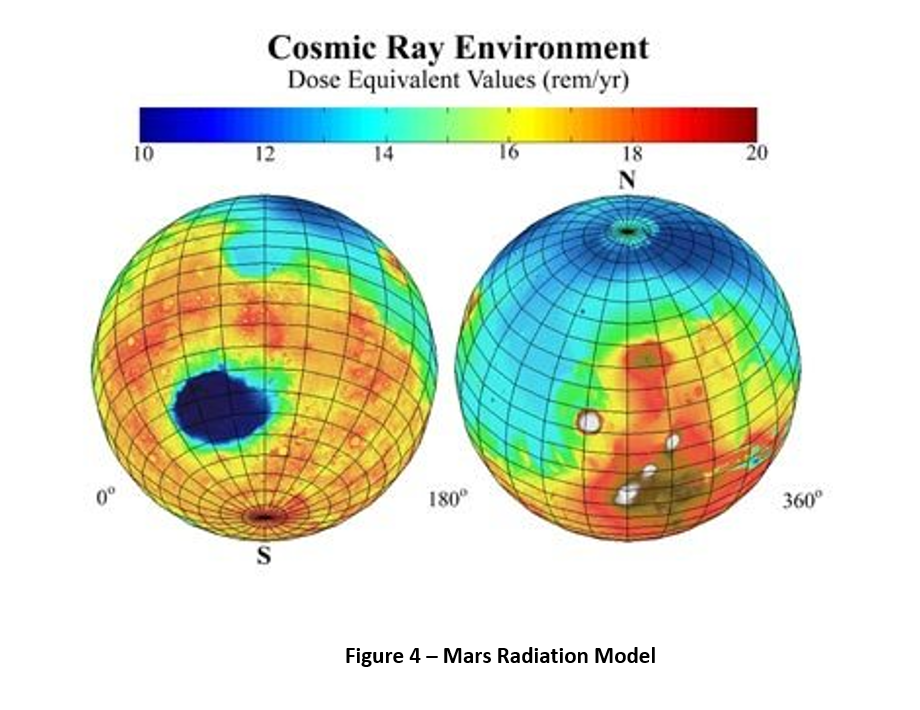 Cosmic Ray Environment
Dose Equivalent Values (rem/yr)
10 12 14 16 18 20
N
0° 180° 360°
S
Figure 4 – Mars Radiation Model